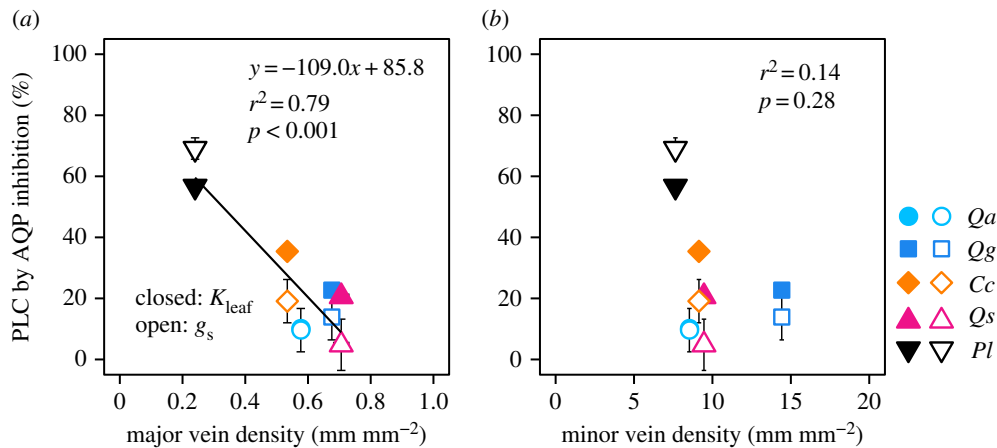 (a)
(b)
PLC by AQP inhibition (%)
100
80
60
40
20
0
y = −109.0x + 85.8
r² = 0.79
p < 0.001
closed: Kleaf
open: gs
0 0.2 0.4 0.6 0.8 1.0
major vein density (mm mm⁻²)
100
80
60
40
20
0
r² = 0.14
p = 0.28
0 5 10 15 20
minor vein density (mm mm⁻²)
Qa
Qg
Cc
Qs
Pl